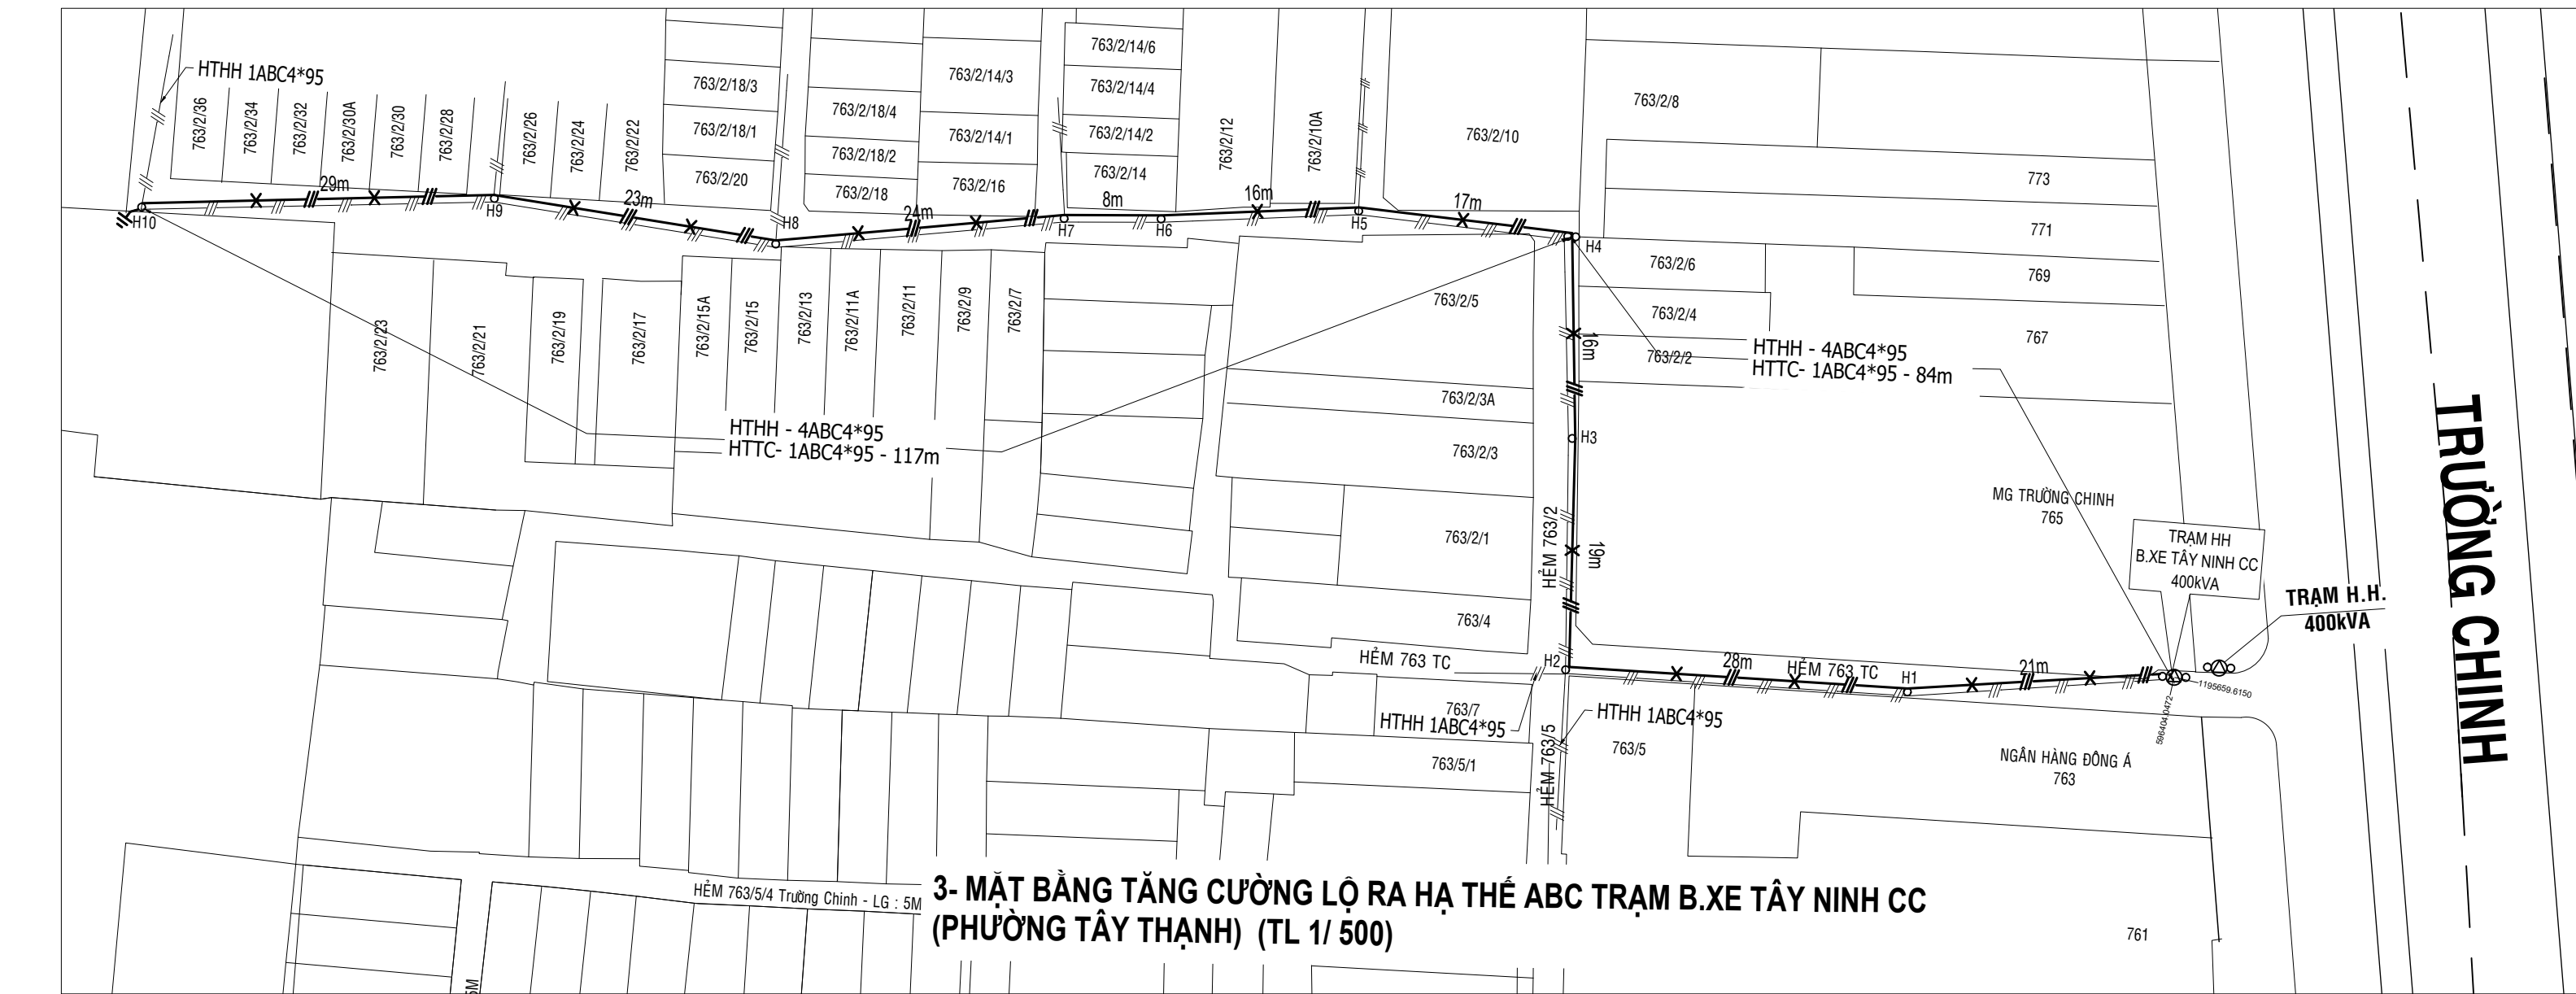 HTHH 1ABC4*95
763/2/36
763/2/34
763/2/32
763/2/30A
763/2/30
763/2/28
763/2/26
763/2/24
763/2/22
763/2/18/3
763/2/18/1
763/2/20
763/2/18/4
763/2/18/2
763/2/18
763/2/14/3
763/2/14/1
763/2/16
763/2/14/6
763/2/14/4
763/2/14/2
763/2/14
763/2/12
763/2/10A
763/2/10
763/2/8
773
771
769
767
H10
29m
H9
23m
H8
24m
H7
8m
H6
16m
H5
17m
H4
763/2/6
763/2/4
763/2/2
HTHH - 4ABC4*95
HTTC- 1ABC4*95 - 84m
763/2/23
763/2/21
763/2/19
763/2/17
763/2/15A
763/2/15
763/2/13
763/2/11A
763/2/11
763/2/9
763/2/7
HTHH - 4ABC4*95
HTTC- 1ABC4*95 - 117m
763/2/5
763/2/3A
763/2/3
763/2/1
763/4
16m
H3
19m
HẺM 763/2
MG TRƯỜNG CHINH
765
TRẠM HH
B.XE TÂY NINH CC
400kVA
TRẠM H.H.
400kVA
TRƯỜNG CHINH
HẺM 763 TC
H2
28m
HẺM 763 TC
H1
21m
1195659.6150
596404.0472
763/7
HTHH 1ABC4*95
HTHH 1ABC4*95
HẺM 763/5
763/5
763/5/1
NGÂN HÀNG ĐÔNG Á
763
761
HẺM 763/5/4 Trường Chinh - LG : 5M
5M
3- MẶT BẰNG TĂNG CƯỜNG LỘ RA HẠ THẾ ABC TRẠM B.XE TÂY NINH CC
(PHƯỜNG TÂY THẠNH) (TL 1/ 500)